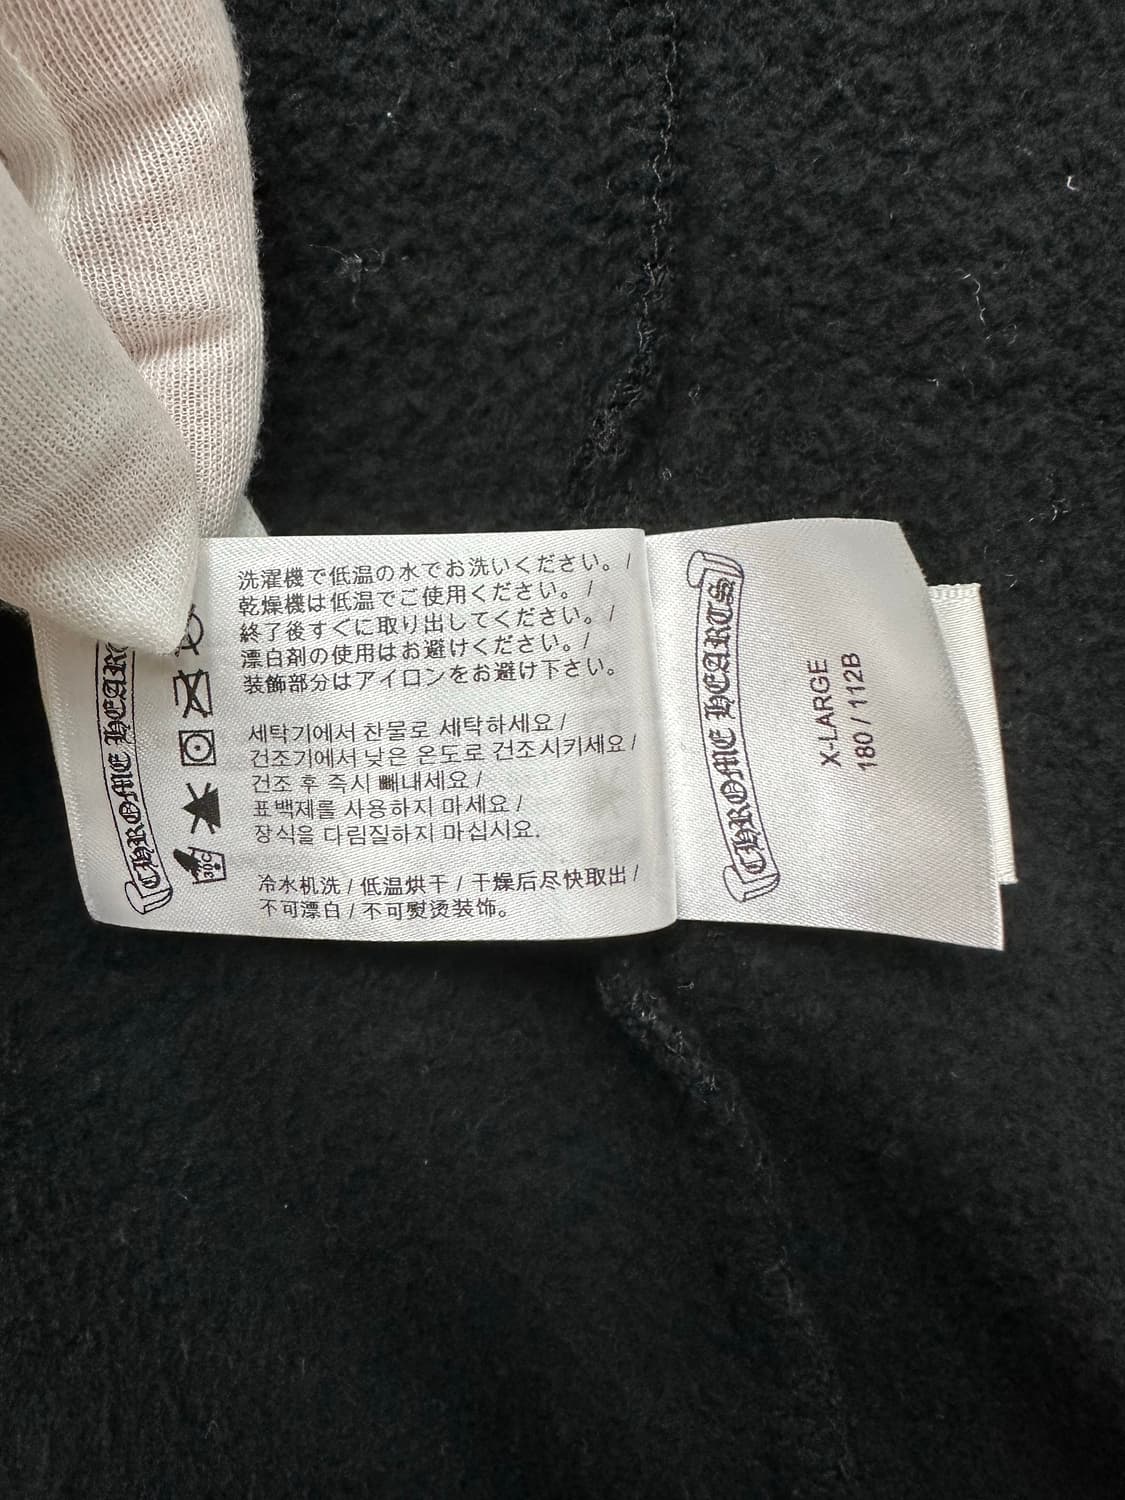 洗濯機で低温の水でお洗いください。/
乾燥機は低温でご使用ください。/
終了後すぐに取り出してください。/
漂白剤の使用はお避けください。/
装飾部分はアイロンをお避け下さい。
세탁기에서 찬물로 세탁하세요 /
건조기에서 낮은 온도로 건조 시키세요 /
건조 후 즉시 빼내세요 /
표백제를 사용하지 마세요 /
장식을 다림질하지 마십시요.
冷水机洗 / 低温烘干 / 干燥后尽快取出 /
不可漂白 / 不可熨烫装饰。
CHROME HEARTS
30C
CHROME HEARTS
X-LARGE
180 / 112B